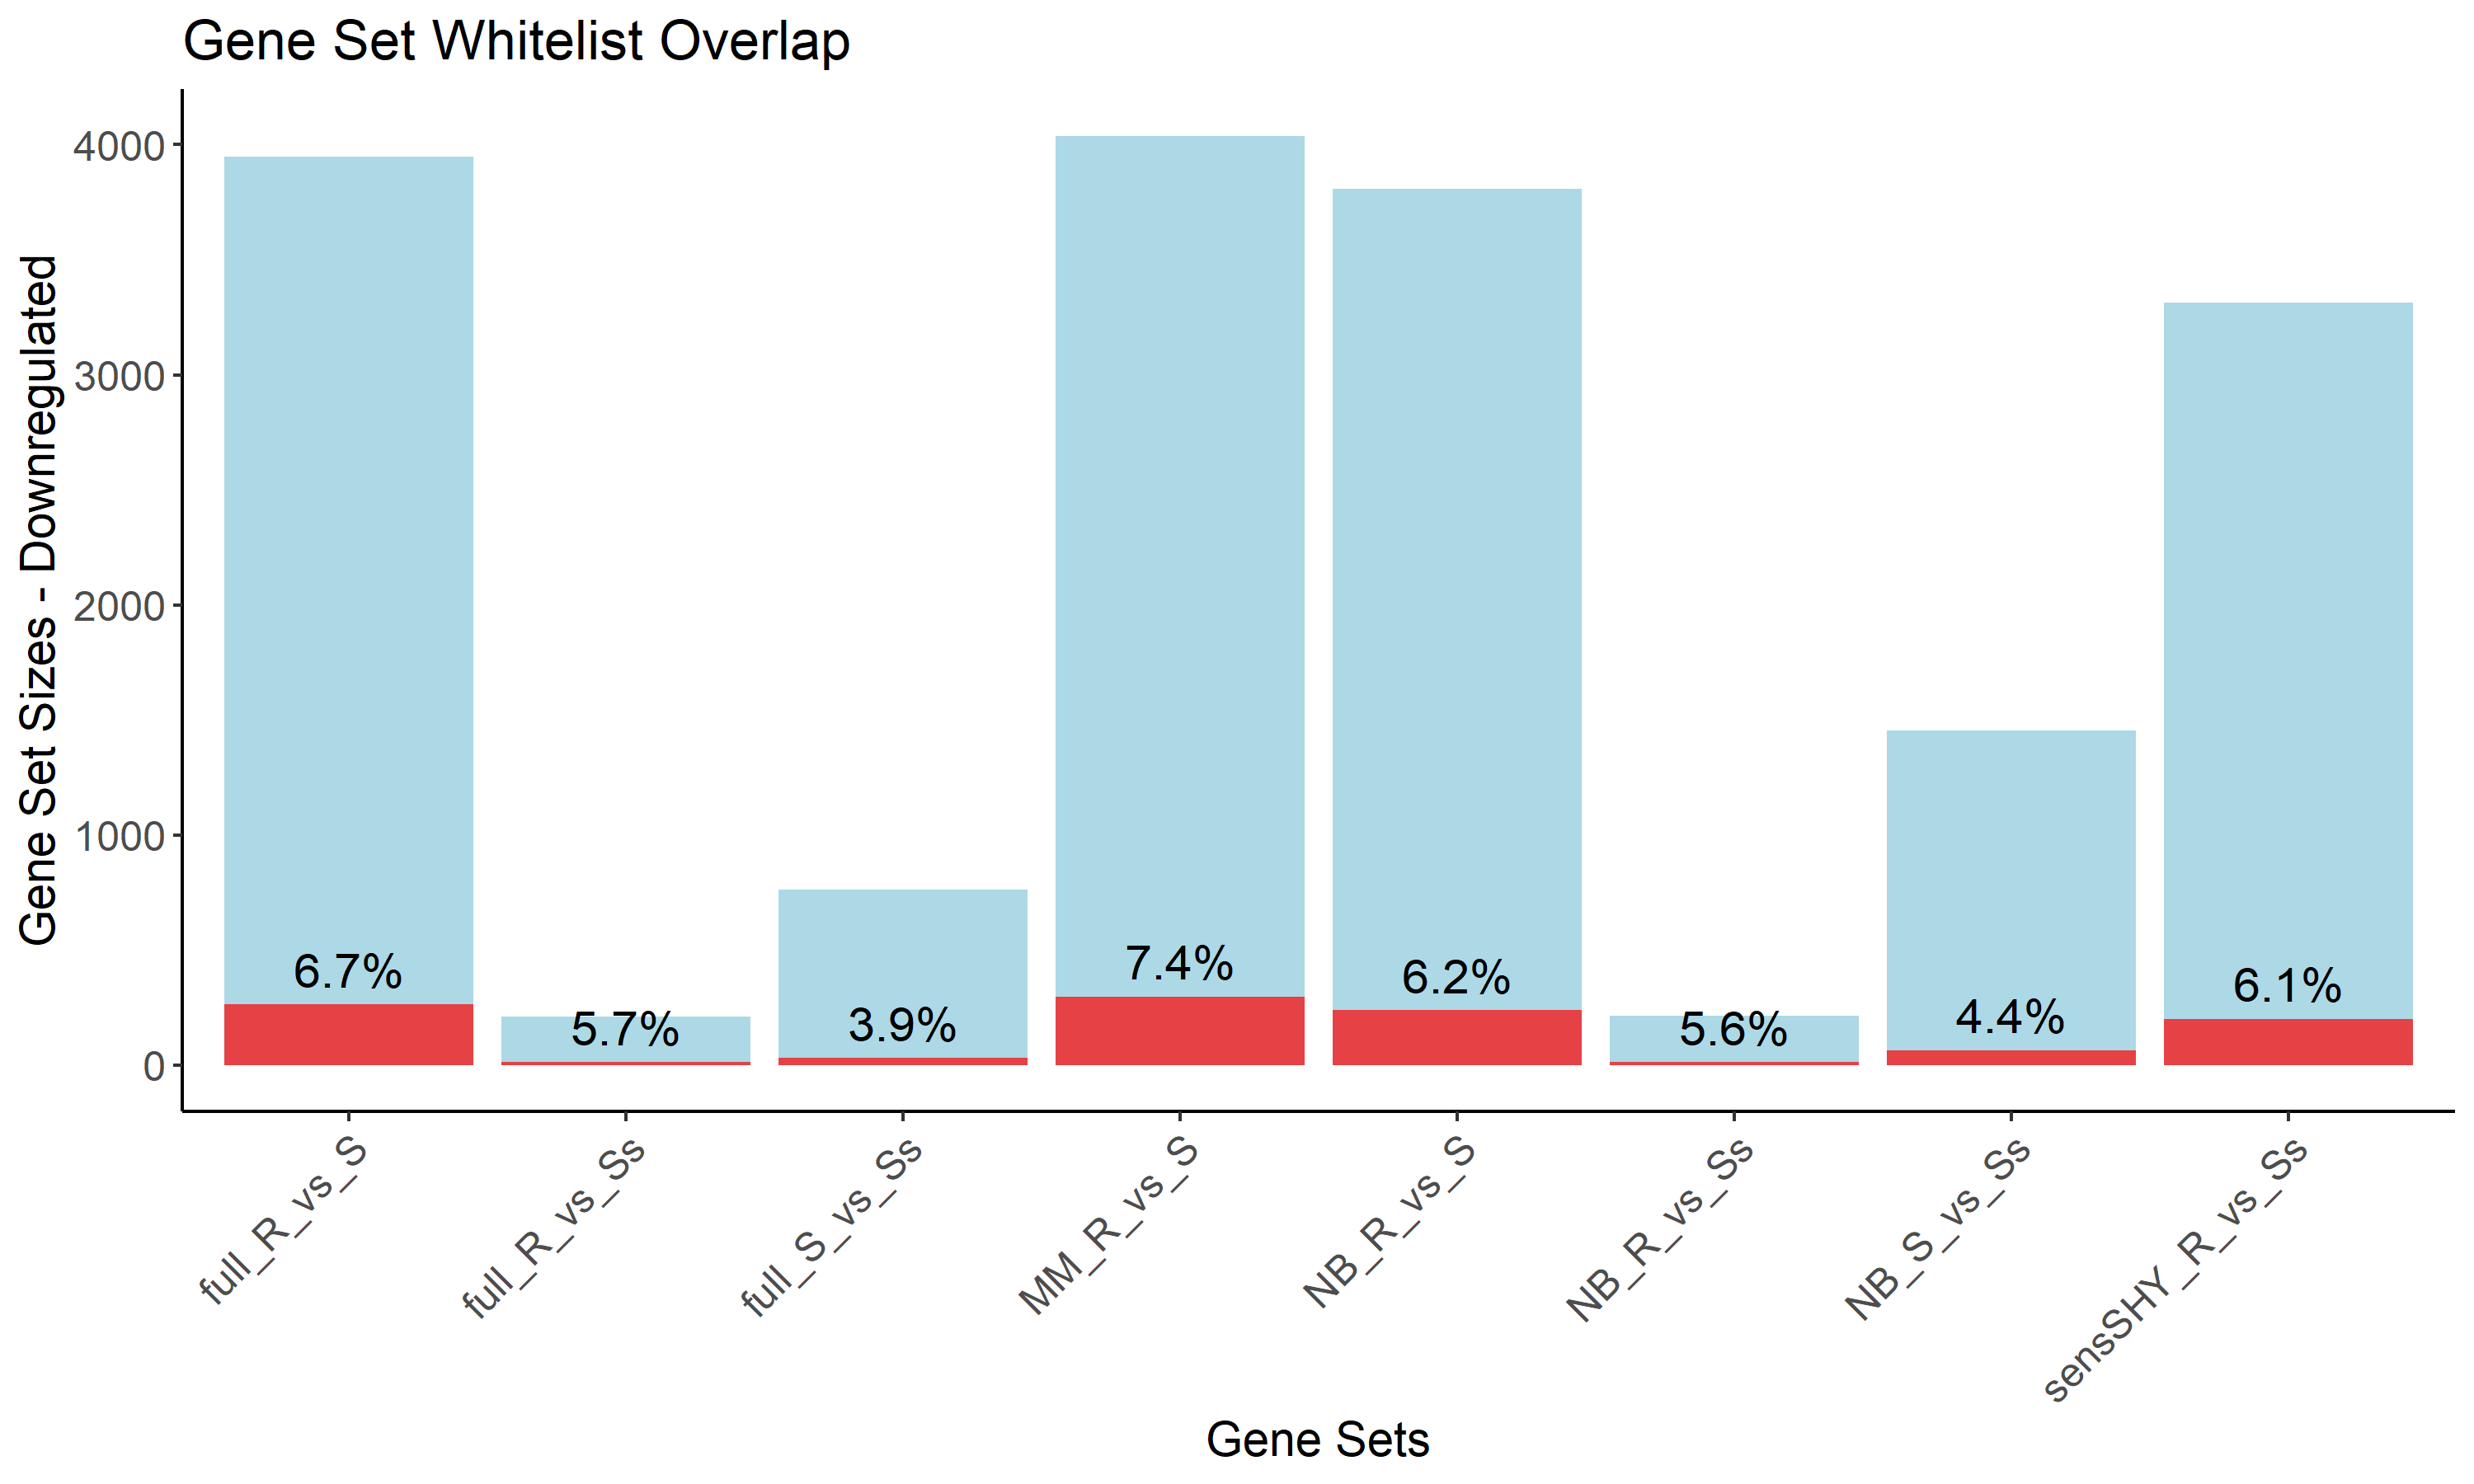 Gene Set Whitelist Overlap
Gene Set Sizes - Downregulated
4000
3000
2000
1000
0
6.7%
5.7%
3.9%
7.4%
6.2%
5.6%
4.4%
6.1%
full_R_vs_S
full_R_vs_Ss
full_S_vs_Ss
MM_R_vs_S
NB_R_vs_S
NB_R_vs_Ss
NB_S_vs_Ss
sensSHY_R_vs_Ss
Gene Sets